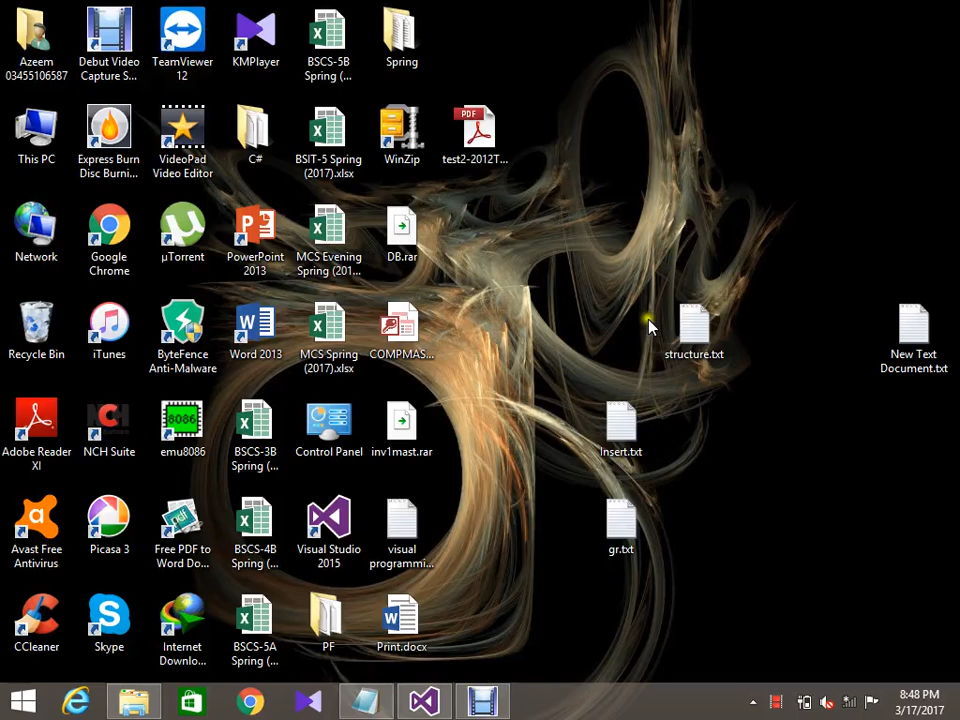 Azeem
03455106587
Debut Video
Capture S...
TeamViewer
12
KMPlayer
BSCS-5B
Spring (...
Spring
This PC
Express Burn
Disc Burni...
VideoPad
Video Editor
C#
BSIT-5 Spring
(2017).xlsx
WinZip
PDF
test2-2012T...
Network
Google
Chrome
µTorrent
PowerPoint
2013
MCS Evening
Spring (201...
DB.rar
Recycle Bin
iTunes
ByteFence
Anti-Malware
Word 2013
MCS Spring
(2017).xlsx
COMPMAS...
structure.txt
New Text
Document.txt
Adobe Reader
XI
NCH
NCH Suite
8086
emu8086
BSCS-3B
Spring (...
Control Panel
inv1mast.rar
Insert.txt
Avast Free
Antivirus
Picasa 3
pdf
Free PDF to
Word Do...
BSCS-4B
Spring (...
Visual Studio
2015
visual
programmi...
gr.txt
CCleaner
Skype
Internet
Downlo...
BSCS-5A
Spring (...
PF
Print.docx
8:48 PM
3/17/2017